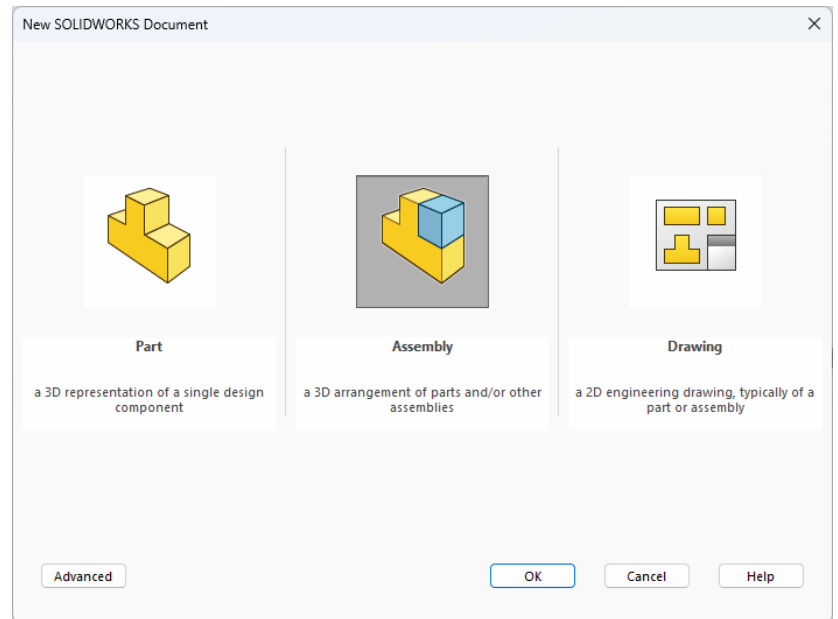 New SOLIDWORKS Document
Part
a 3D representation of a single design
component
Assembly
a 3D arrangement of parts and/or other
assemblies
Drawing
a 2D engineering drawing, typically of a
part or assembly
Advanced
OK
Cancel
Help